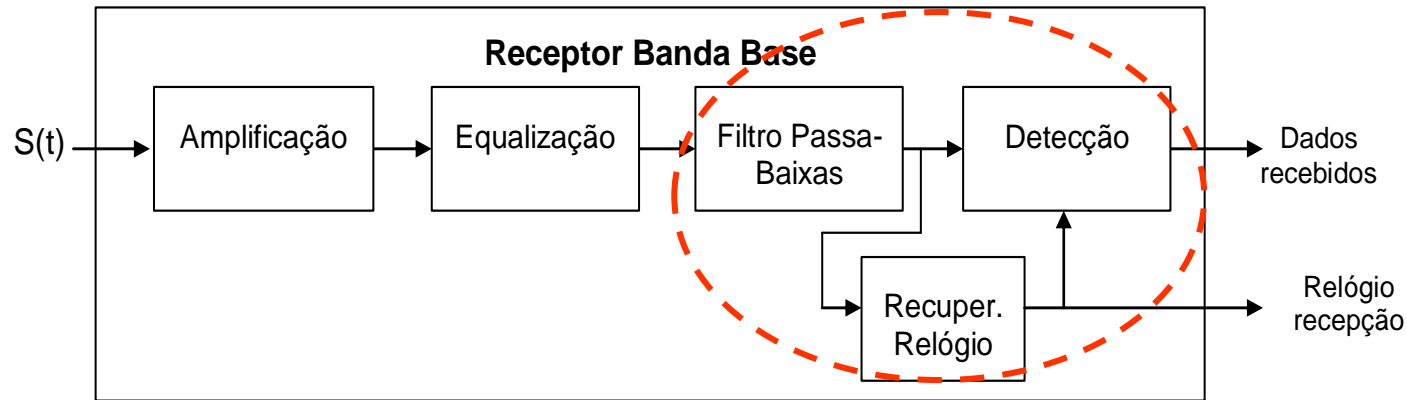 Receptor Banda Base
S(t)
Amplificação
Equalização
Filtro Passa-
Baixas
Detecção
Dados
recebidos
Recuper.
Relógio
Relógio
recepção